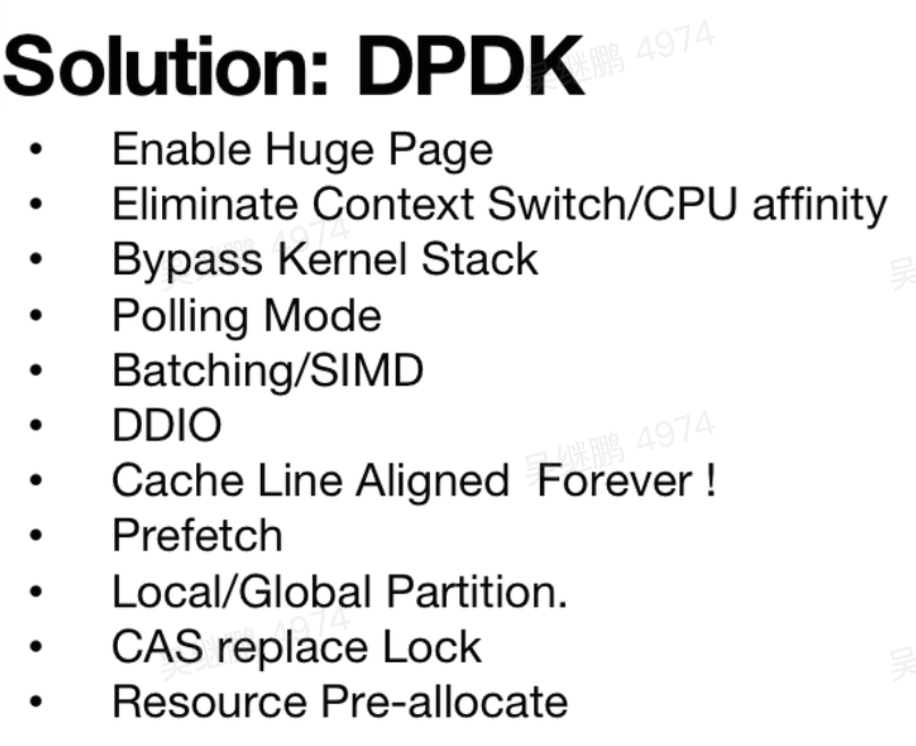 Solution: DPDK
吴继鹏 4974
• Enable Huge Page
• Eliminate Context Switch/CPU affinity
吴继鹏 4974
• Bypass Kernel Stack
吴
• Polling Mode
• Batching/SIMD
• DDIO
吴继鹏 4974
• Cache Line Aligned  Forever !
• Prefetch
• Local/Global Partition.
吴继鹏 4974
• CAS replace Lock
吴
• Resource Pre-allocate